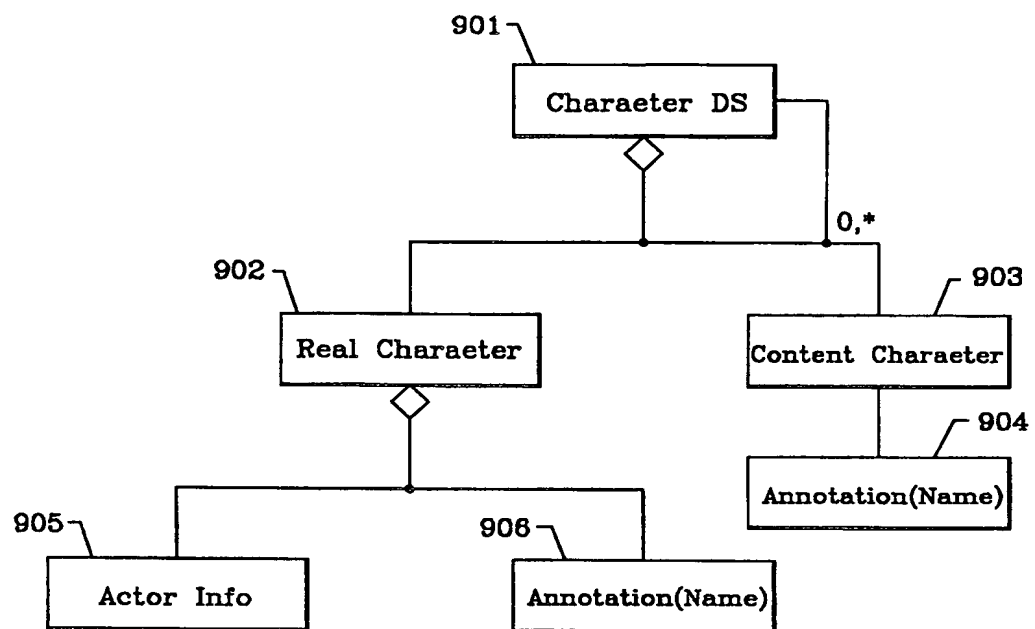 901
Charaeter DS
0,*
902
903
Real Charaeter
Content Charaeter
904
Annotation(Name)
905
906
Actor Info
Annotation(Name)